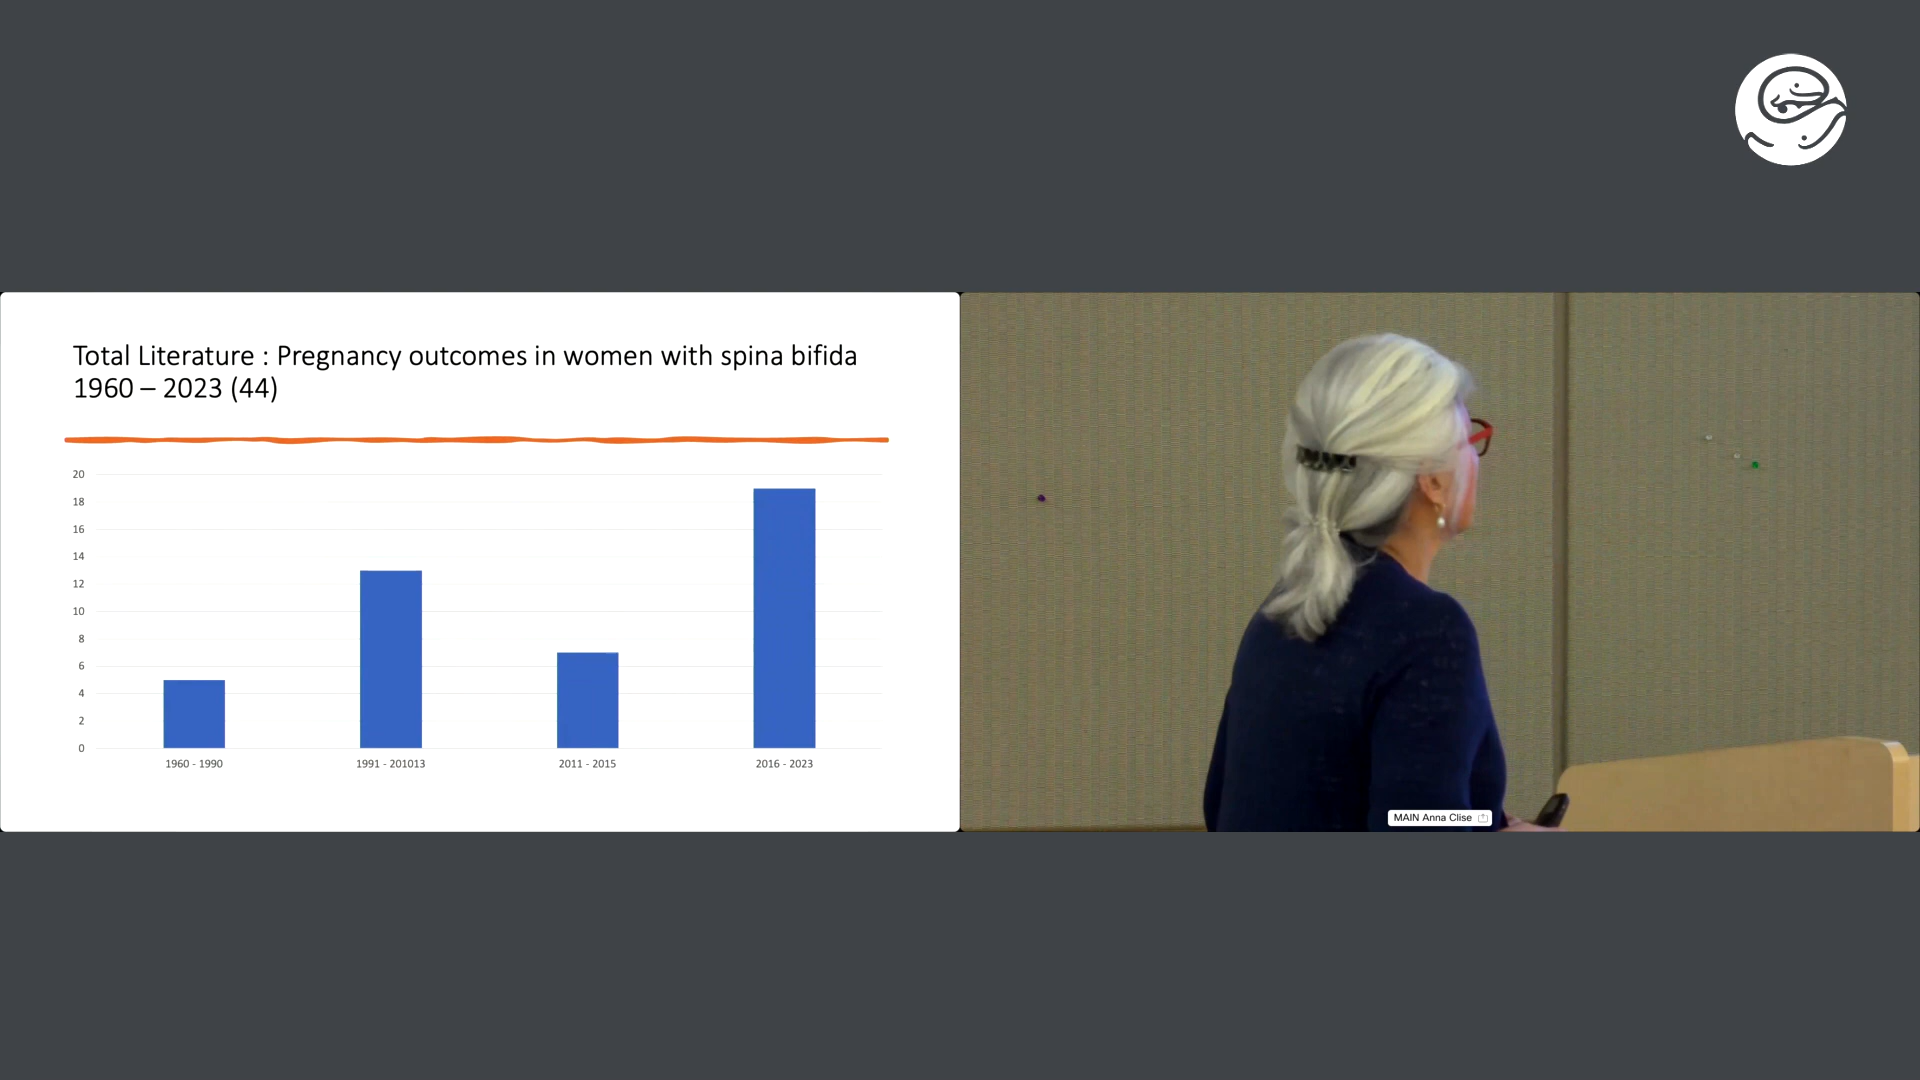 Total Literature : Pregnancy outcomes in women with spina bifida
1960 – 2023 (44)
20
18
16
14
12
10
8
6
4
2
0
1960 - 1990
1991 - 201013
2011 - 2015
2016 - 2023
MAIN Anna Clise